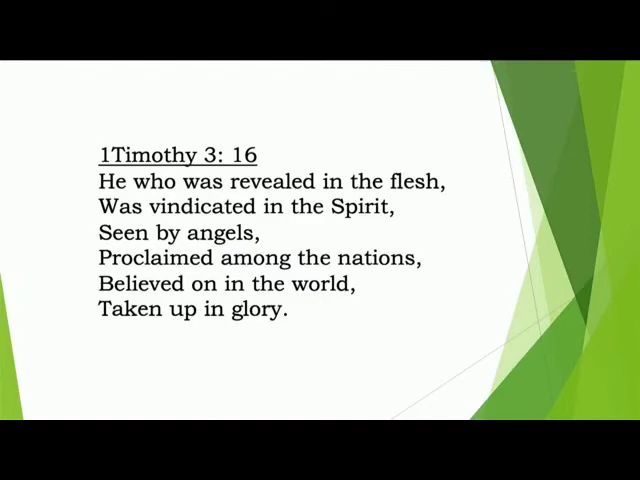 1Timothy 3: 16
He who was revealed in the flesh,
Was vindicated in the Spirit,
Seen by angels,
Proclaimed among the nations,
Believed on in the world,
Taken up in glory.